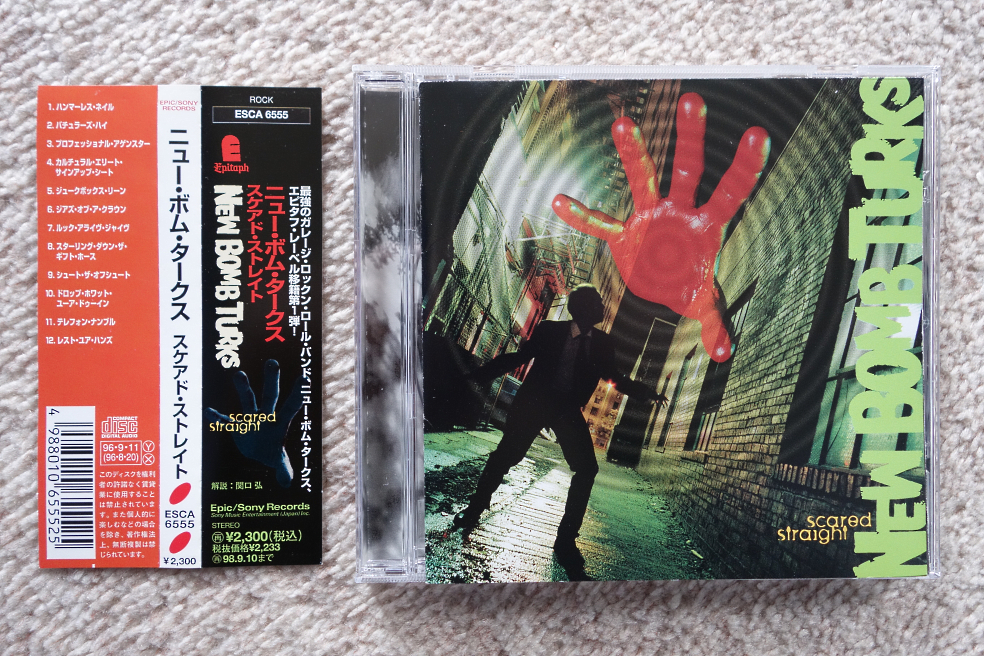 1. ハンマーレス・ネイル
2. バチュラーズ・ハイ
3. プロフェッショナル・アゲンスター
4. カルチュラル・エリート・
サインアップ・シート
5. ジュークボックス・リーン
6. ジアズ・オブ・ア・クラウン
7. ルック・アライヴ・ジャイヴ
8. スターリング・ダウン・ザ・
ギフト・ホース
9. シュート・ザ・オフシュート
10. ドロップ・ホワット・
ユーア・ドゥーイン
11. テレフォン・ナンブル
12. レスト・ユア・ハンズ
4 988010 655525
COMPACT
disc
DIGITAL AUDIO
96・9・11
(96・8・20)
Y
X
このディスクを権利
者の許諾なく賃貸
業に使用すること
は禁止されていま
す。また個人的に
楽しむなどの場合
を除き、著作権法
上、無断複製は禁
じられています。
EPIC/SONY
RECORDS
ニュー・ボム・タークス スケアド・ストレイト
ESCA
6555
¥2,300
ROCK
ESCA 6555
Epitaph
最強のガレージ・ロックン・ロール・バンド、ニュー・ボム・タークス、
エピタフ・レーベル移籍第1弾!
ニュー・ボム・タークス
スケアド・ストレイト
NEW BOMB TURKS
scared
straight
解説:関口 弘
Epic/Sony Records
Sony Music Entertainment (Japan) Inc.
STEREO
再¥2,300(税込)
税抜価格¥2,233
再98.9.10まで
NEW BOMB TURKS
scared
straight